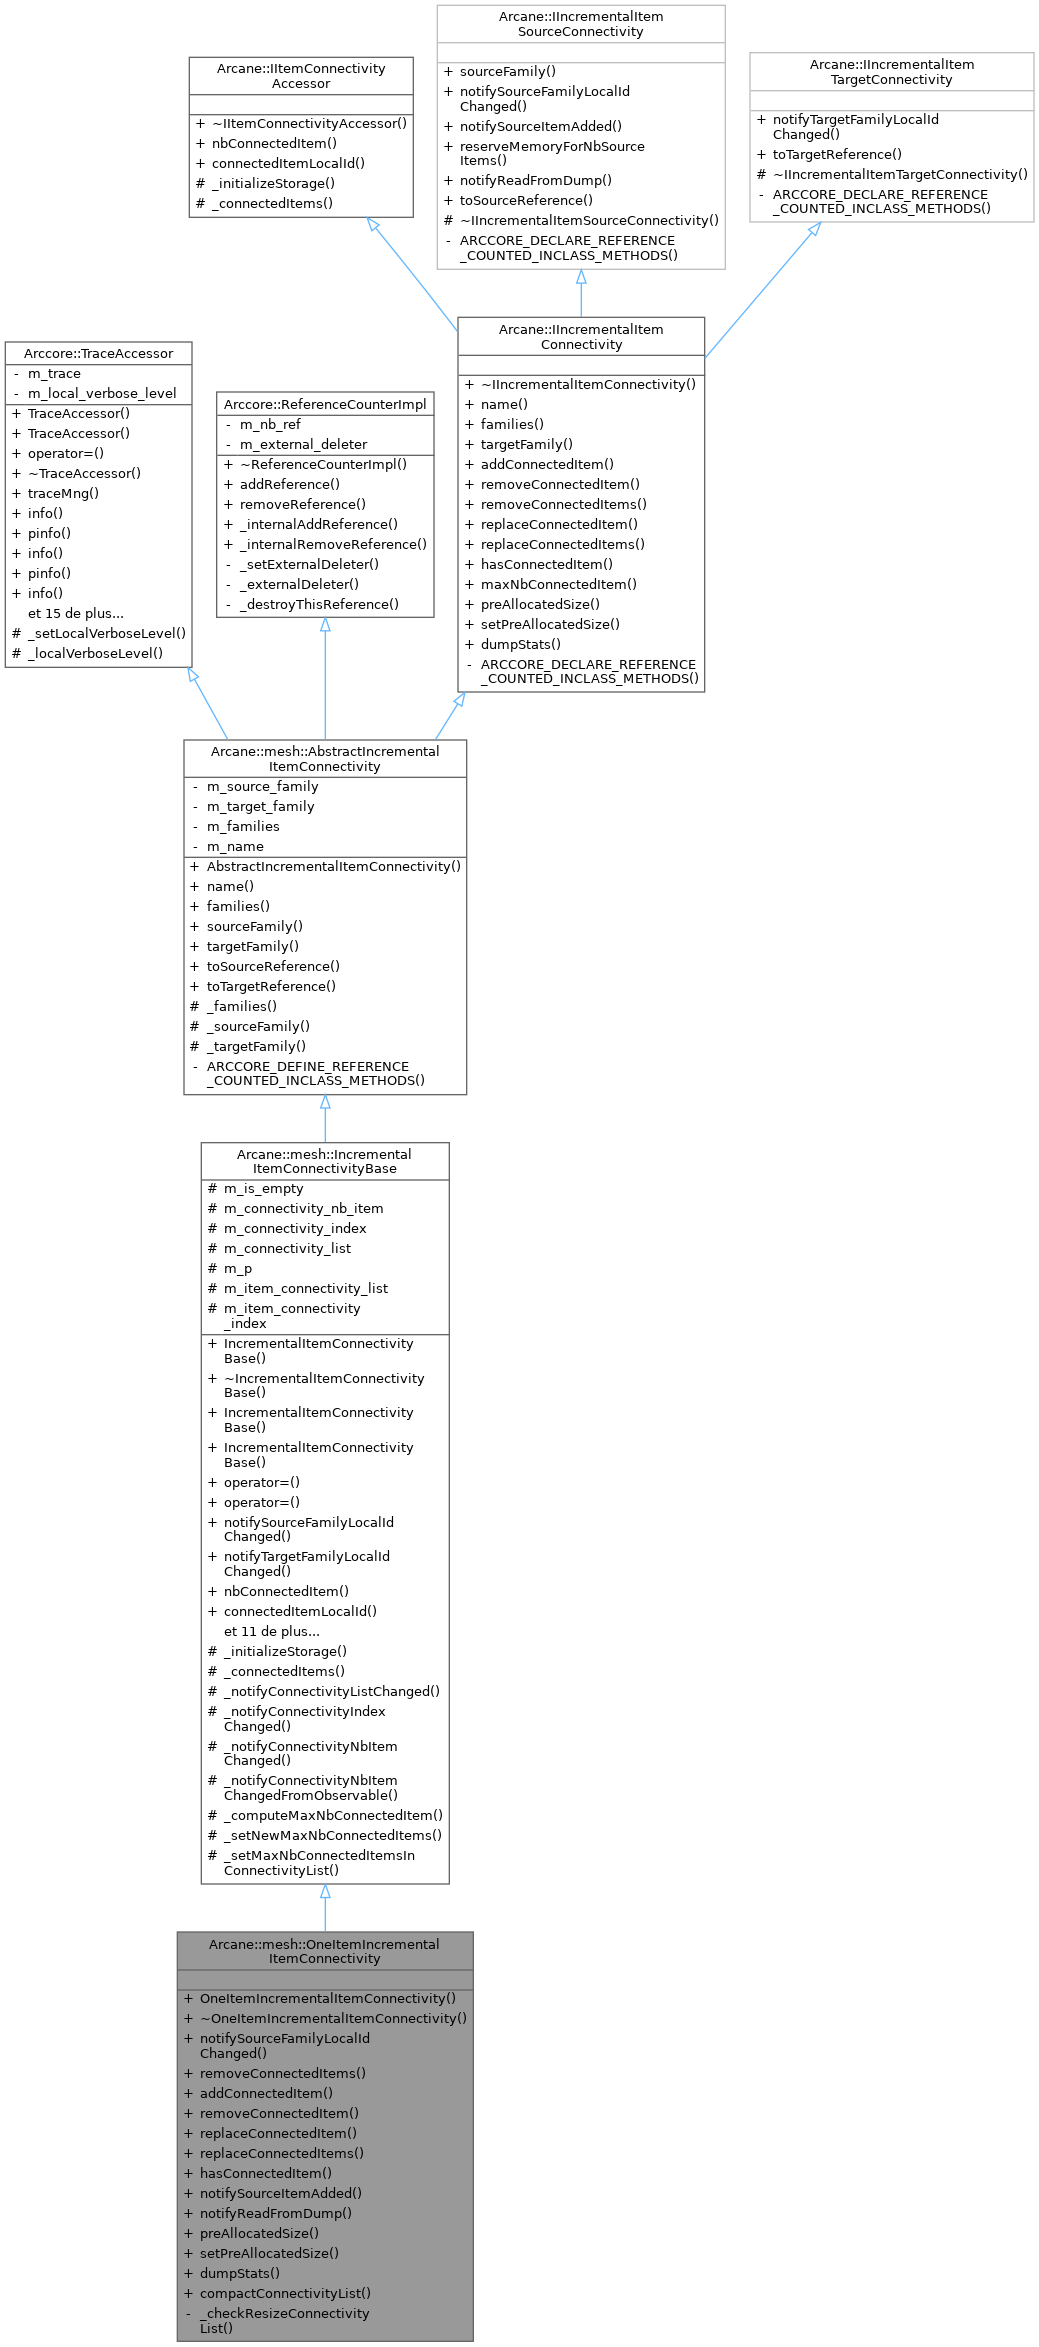 Arcane::IIncrementalItem
SourceConnectivity
+ sourceFamily()
+ notifySourceFamilyLocalId
Changed()
+ notifySourceItemAdded()
+ reserveMemoryForNbSource
Items()
+ notifyReadFromDump()
+ toSourceReference()
# ~IIncrementalItemSourceConnectivity()
- ARCCORE_DECLARE_REFERENCE
_COUNTED_INCLASS_METHODS()
Arcane::IItemConnectivity
Accessor
+ ~IItemConnectivityAccessor()
+ nbConnectedItem()
+ connectedItemLocalId()
# _initializeStorage()
# _connectedItems()
Arcane::IIncrementalItem
TargetConnectivity
+ notifyTargetFamilyLocalId
Changed()
+ toTargetReference()
# ~IIncrementalItemTargetConnectivity()
- ARCCORE_DECLARE_REFERENCE
_COUNTED_INCLASS_METHODS()
Arcane::IIncrementalItem
Connectivity
+ ~IIncrementalItemConnectivity()
+ name()
+ families()
+ targetFamily()
+ addConnectedItem()
+ removeConnectedItem()
+ removeConnectedItems()
+ replaceConnectedItem()
+ replaceConnectedItems()
+ hasConnectedItem()
+ maxNbConnectedItem()
+ preAllocatedSize()
+ setPreAllocatedSize()
+ dumpStats()
- ARCCORE_DECLARE_REFERENCE
_COUNTED_INCLASS_METHODS()
Arccore::TraceAccessor
- m_trace
- m_local_verbose_level
+ TraceAccessor()
+ TraceAccessor()
+ operator=()
+ ~TraceAccessor()
+ traceMng()
+ info()
+ pinfo()
+ info()
+ pinfo()
+ info()
et 15 de plus...
# _setLocalVerboseLevel()
# _localVerboseLevel()
Arccore::ReferenceCounterImpl
- m_nb_ref
- m_external_deleter
+ ~ReferenceCounterImpl()
+ addReference()
+ removeReference()
+ _internalAddReference()
+ _internalRemoveReference()
- _setExternalDeleter()
- _externalDeleter()
- _destroyThisReference()
Arcane::mesh::AbstractIncremental
ItemConnectivity
- m_source_family
- m_target_family
- m_families
- m_name
+ AbstractIncrementalItemConnectivity()
+ name()
+ families()
+ sourceFamily()
+ targetFamily()
+ toSourceReference()
+ toTargetReference()
# _families()
# _sourceFamily()
# _targetFamily()
- ARCCORE_DEFINE_REFERENCE
_COUNTED_INCLASS_METHODS()
Arcane::mesh::Incremental
ItemConnectivityBase
# m_is_empty
# m_connectivity_nb_item
# m_connectivity_index
# m_connectivity_list
# m_p
# m_item_connectivity_list
# m_item_connectivity
_index
+ IncrementalItemConnectivity
Base()
+ ~IncrementalItemConnectivity
Base()
+ IncrementalItemConnectivity
Base()
+ IncrementalItemConnectivity
Base()
+ operator=()
+ operator=()
+ notifySourceFamilyLocalId
Changed()
+ notifyTargetFamilyLocalId
Changed()
+ nbConnectedItem()
+ connectedItemLocalId()
et 11 de plus...
# _initializeStorage()
# _connectedItems()
# _notifyConnectivityListChanged()
# _notifyConnectivityIndex
Changed()
# _notifyConnectivityNbItem
Changed()
# _notifyConnectivityNbItem
ChangedFromObservable()
# _computeMaxNbConnectedItem()
# _setNewMaxNbConnectedItems()
# _setMaxNbConnectedItemsIn
ConnectivityList()
Arcane::mesh::OneItemIncremental
ItemConnectivity
+ OneItemIncrementalItemConnectivity()
+ ~OneItemIncrementalItemConnectivity()
+ notifySourceFamilyLocalId
Changed()
+ removeConnectedItems()
+ addConnectedItem()
+ removeConnectedItem()
+ replaceConnectedItem()
+ replaceConnectedItems()
+ hasConnectedItem()
+ notifySourceItemAdded()
+ notifyReadFromDump()
+ preAllocatedSize()
+ setPreAllocatedSize()
+ dumpStats()
+ compactConnectivityList()
- _checkResizeConnectivity
List()